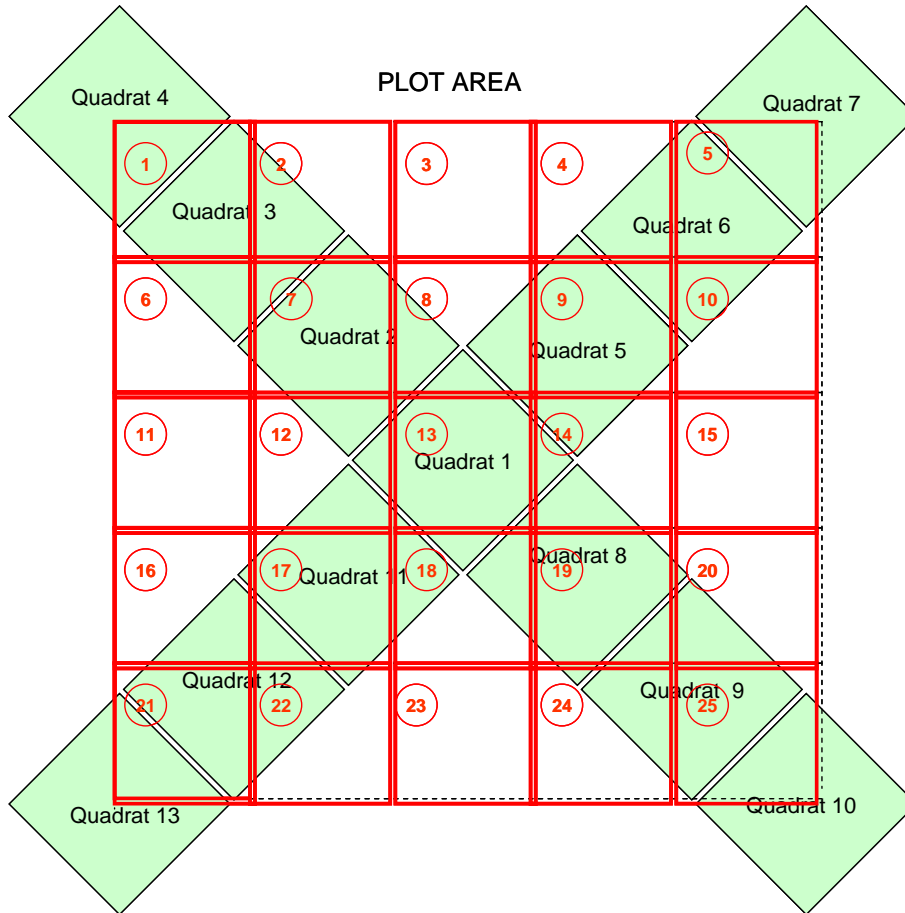 PLOT AREA
Quadrat 4
Quadrat 7
1
2
3
4
5
Quadrat  3
Quadrat 6
6
7
8
9
10
Quadrat 2
Quadrat 5
11
12
13
14
15
Quadrat 1
16
17
18
19
20
Quadrat 11
Quadrat 8
Quadrat 12
Quadrat  9
21
22
23
24
25
Quadrat 13
Quadrat 10